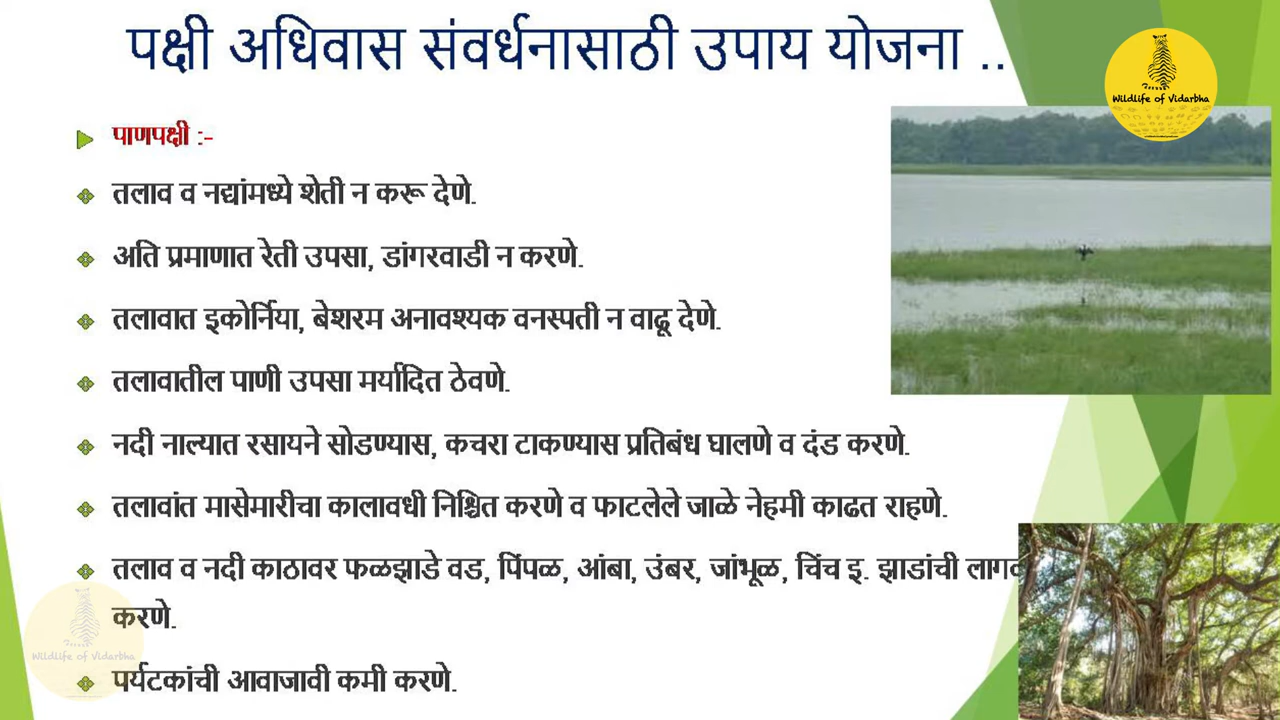 पक्षी अधिवास संवर्धनासाठी उपाय योजना ..
Wildlife of Vidarbha
पाणपक्षी :-
तलाव व नद्यांमध्ये शेती न करू देणे.
अति प्रमाणात रेती उपसा, डांगरवाडी न करणे.
तलावात इकोर्निया, बेशरम अनावश्यक वनस्पती न वाढू देणे.
तलावातील पाणी उपसा मर्यादित ठेवणे.
नदी नाल्यात रसायने सोडण्यास, कचरा टाकण्यास प्रतिबंध घालणे व दंड करणे.
तलावांत मासेमारीचा कालावधी निश्चित करणे व फाटलेले जाळे नेहमी काढत राहणे.
तलाव व नदी काठावर फळझाडे वड, पिंपळ, आंबा, उंबर, जांभूळ, चिंच इ. झाडांची
करणे.
Wildlife of Vidarbha
पर्यटकांची आवाजावी कमी करणे.